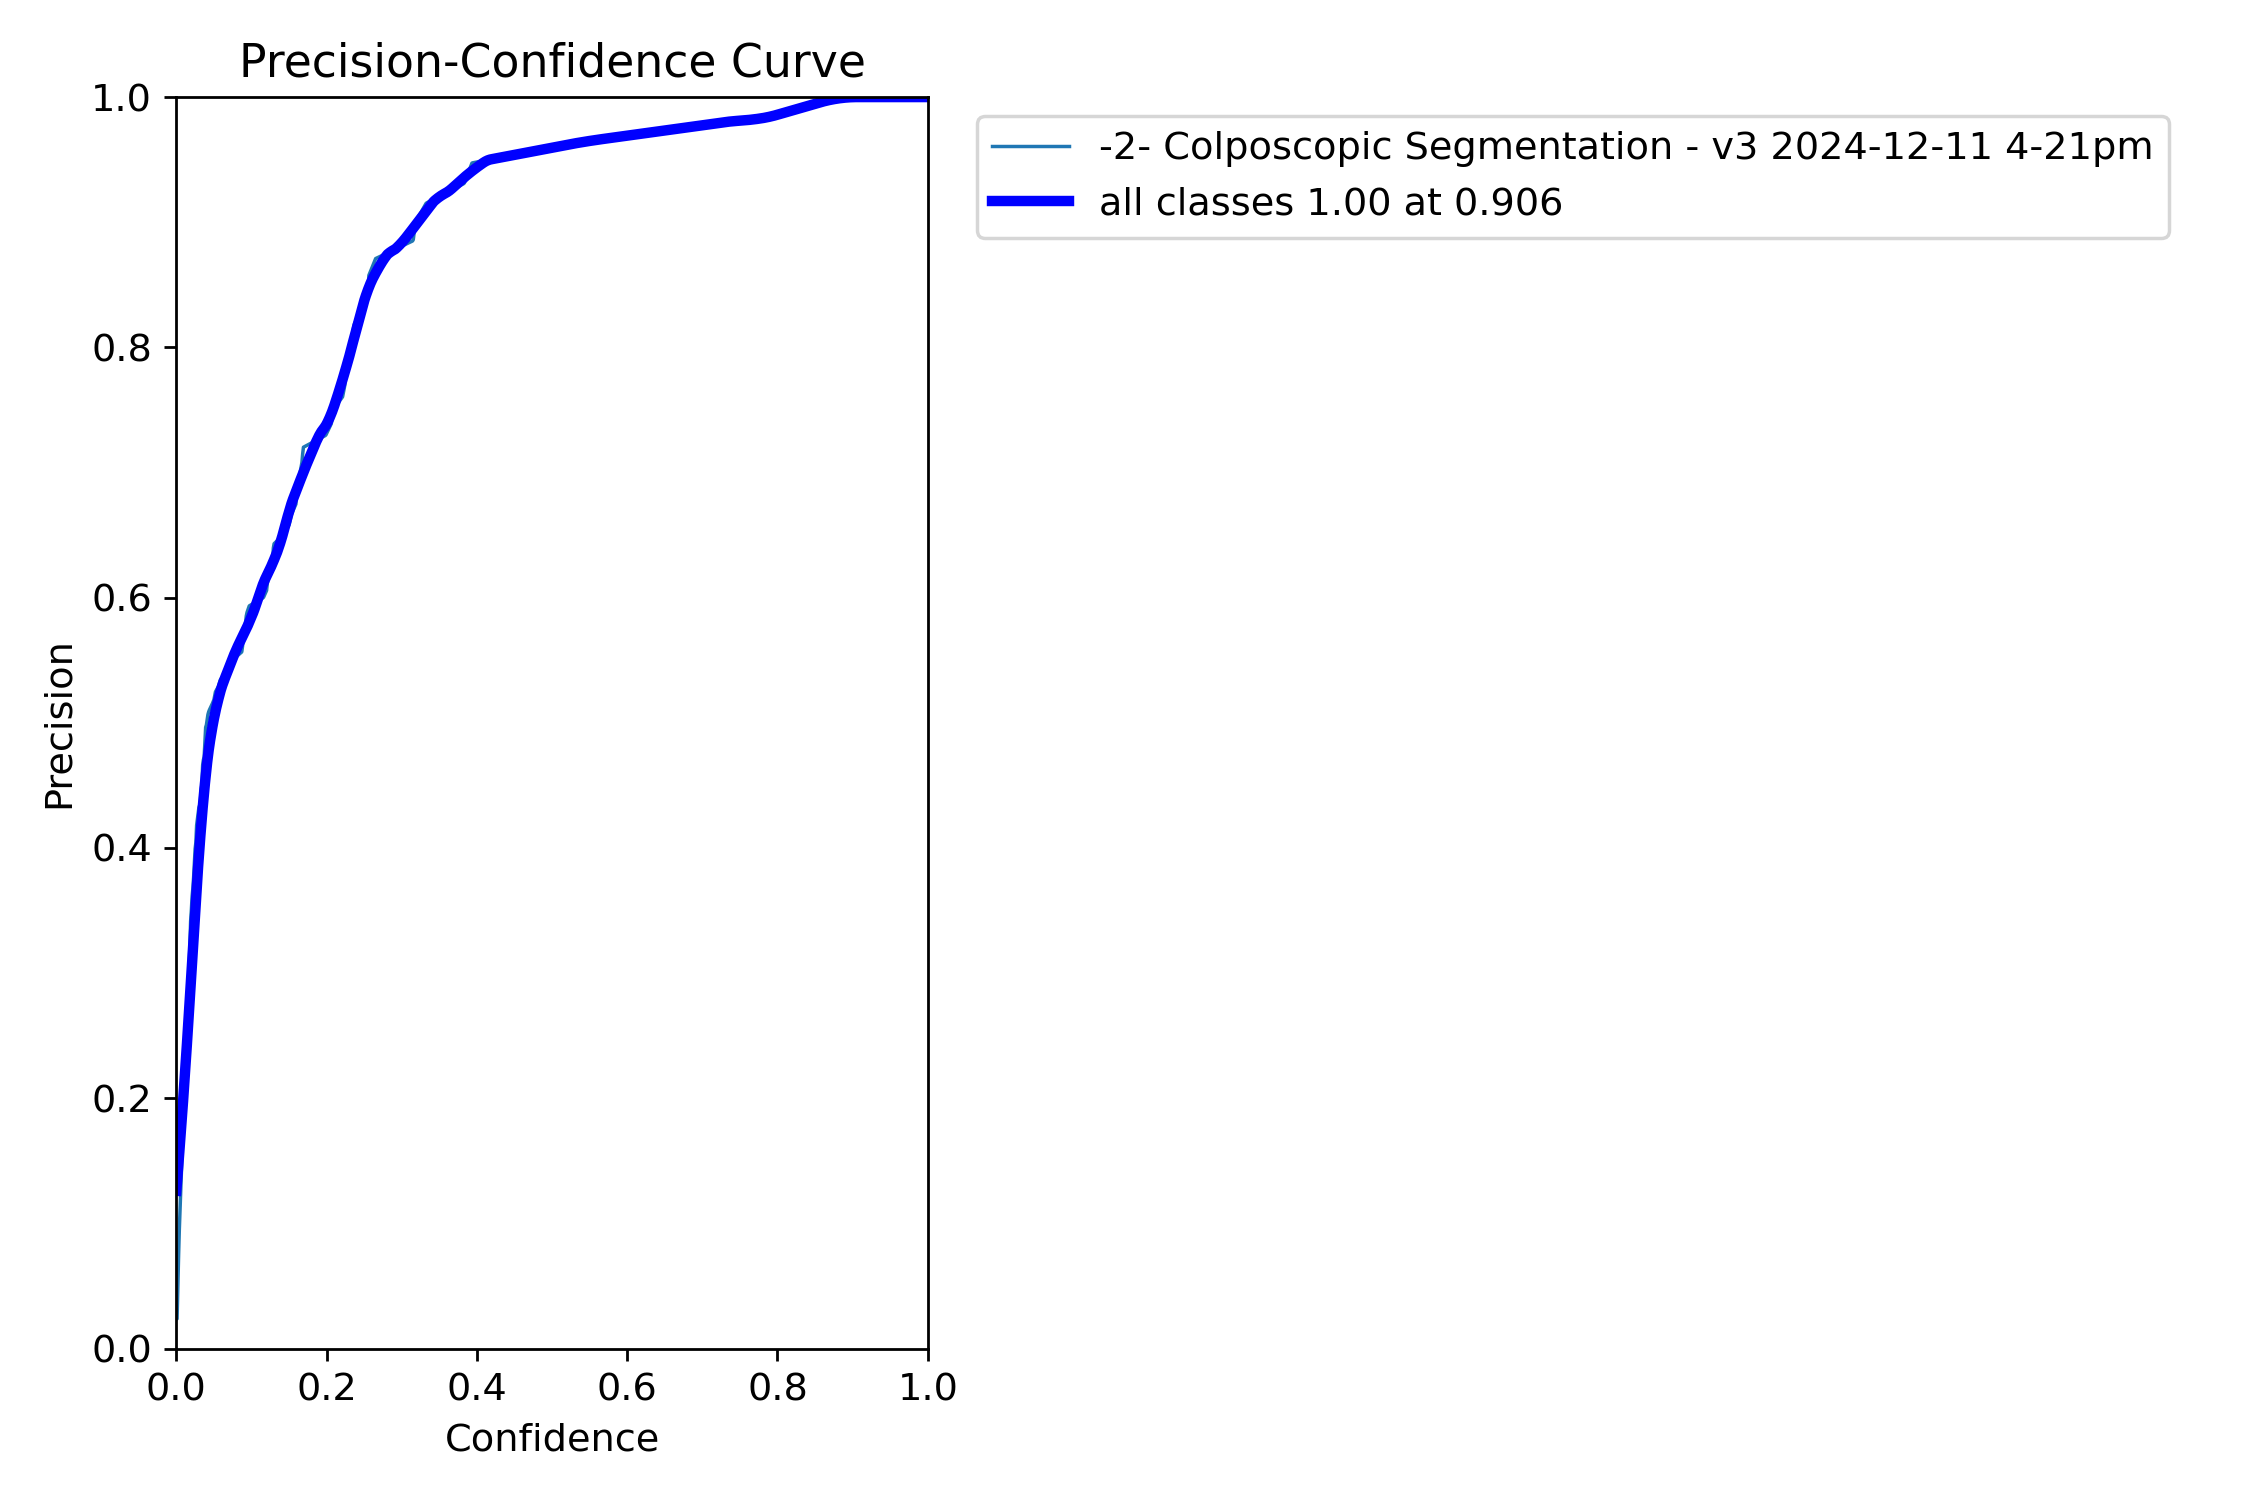 Precision-Confidence Curve
1.0
0.8
0.6
0.4
0.2
0.0
Precision
0.0 0.2 0.4 0.6 0.8 1.0
Confidence
-2- Colposcopic Segmentation - v3 2024-12-11 4-21pm
all classes 1.00 at 0.906